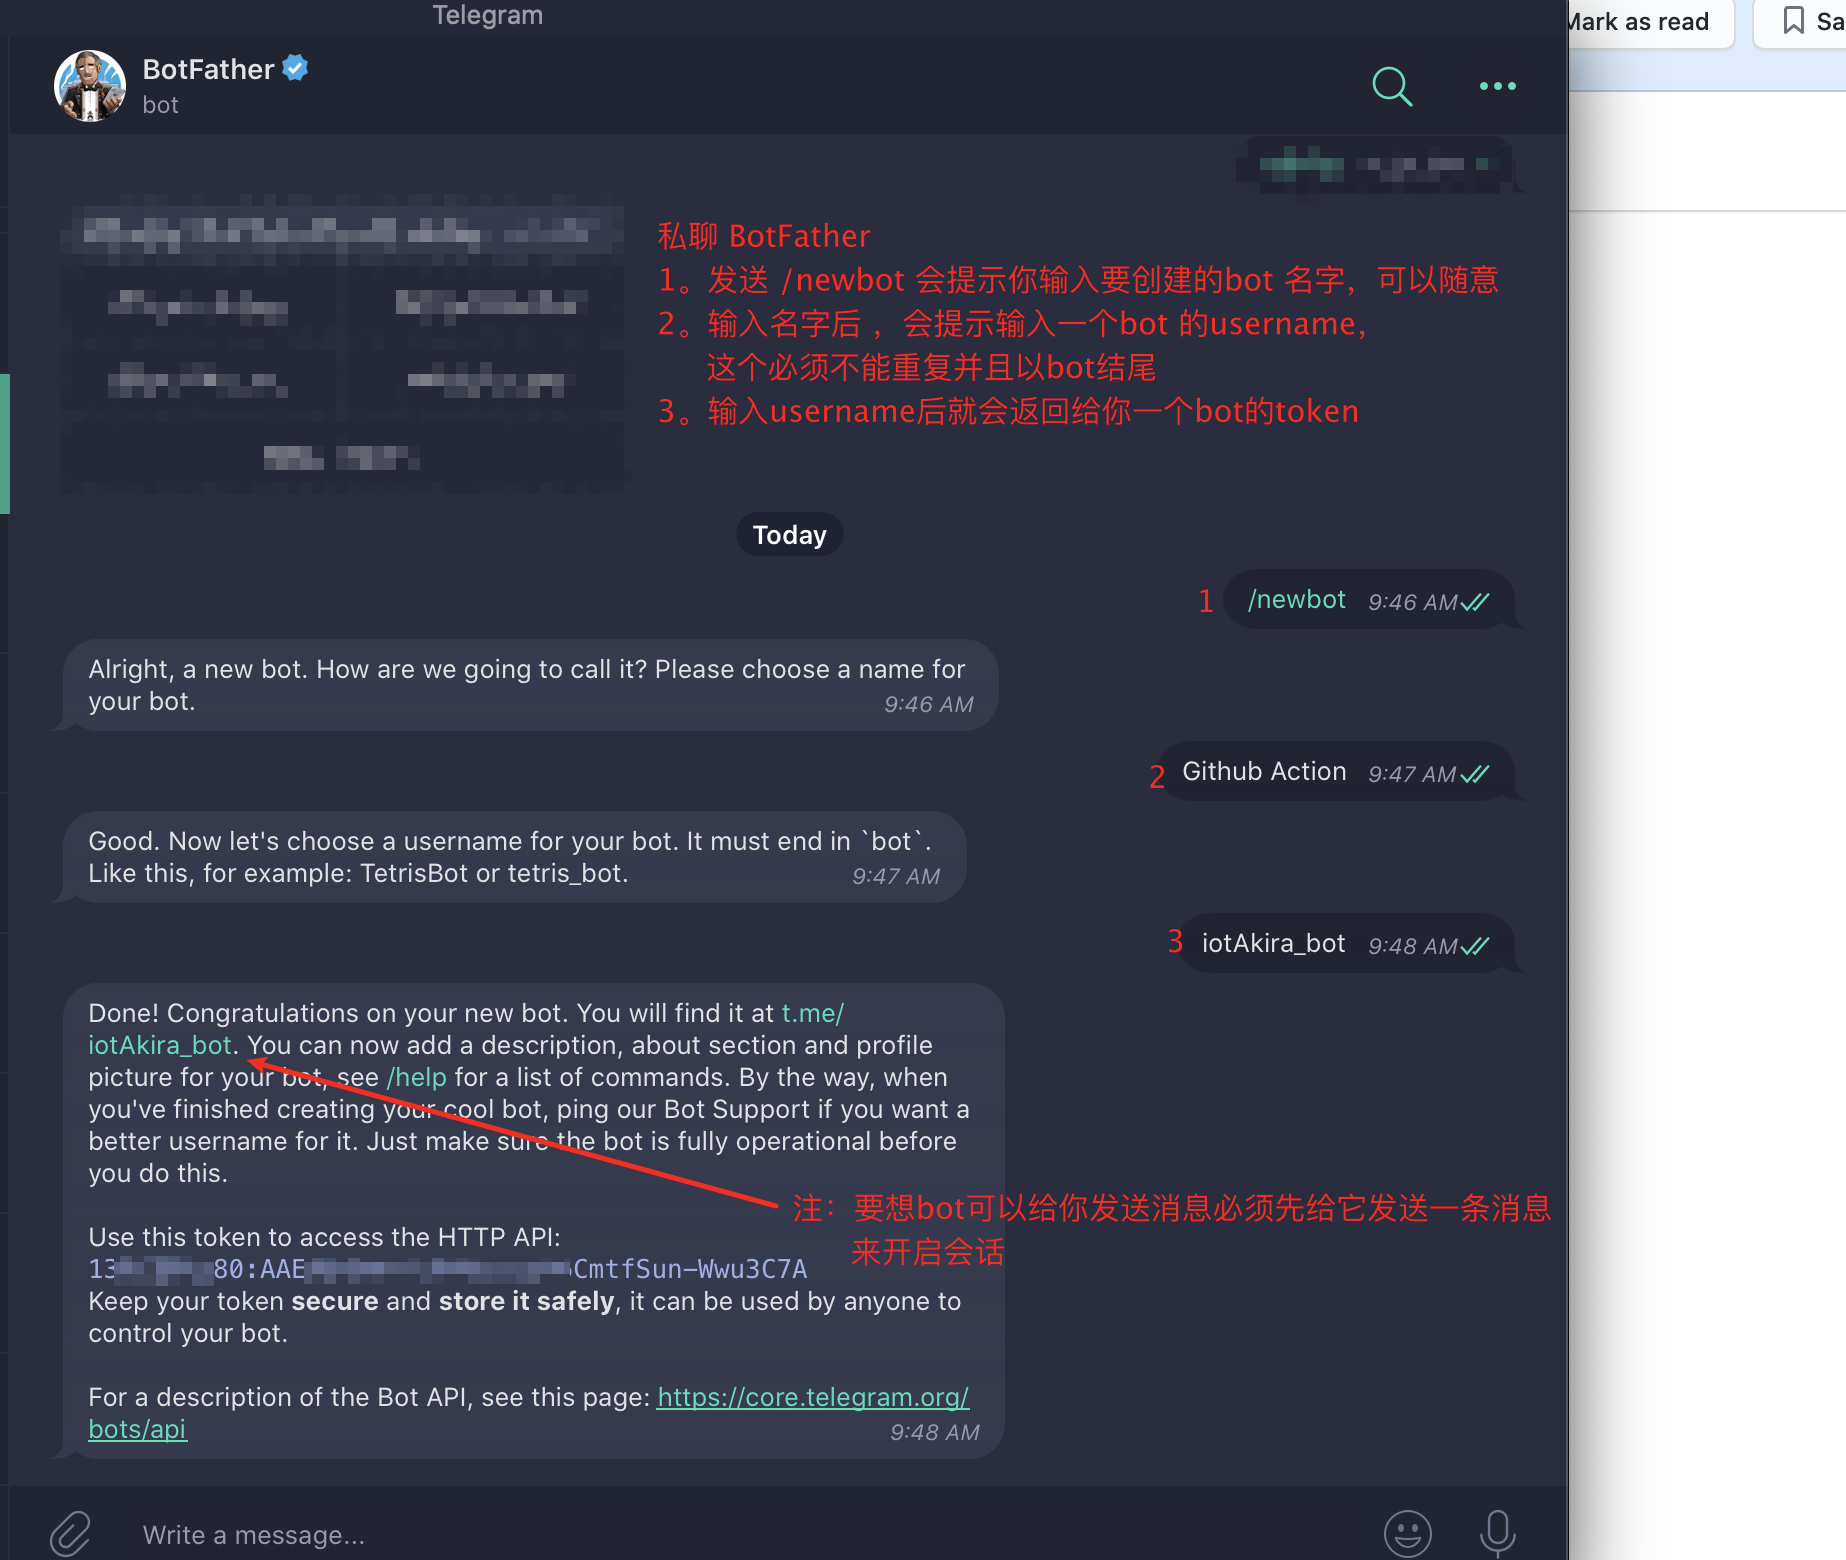 Telegram
Mark as read
Sa
BotFather
bot
私聊 BotFather
1。发送 /newbot 会提示你输入要创建的bot 名字，可以随意
2。输入名字后 ，会提示输入一个bot 的username，
这个必须不能重复并且以bot结尾
3。输入username后就会返回给你一个bot的token
Today
1 /newbot 9:46 AM
Alright, a new bot. How are we going to call it? Please choose a name for
your bot. 9:46 AM
2 Github Action 9:47 AM
Good. Now let's choose a username for your bot. It must end in `bot`.
Like this, for example: TetrisBot or tetris_bot. 9:47 AM
3 iotAkira_bot 9:48 AM
Done! Congratulations on your new bot. You will find it at t.me/
iotAkira_bot. You can now add a description, about section and profile
picture for your bot, see /help for a list of commands. By the way, when
you've finished creating your cool bot, ping our Bot Support if you want a
better username for it. Just make sure the bot is fully operational before
you do this.
注：要想bot可以给你发送消息必须先给它发送一条消息
来开启会话
Use this token to access the HTTP API:
13 80:AAE CmtfSun-Wwu3C7A
Keep your token secure and store it safely, it can be used by anyone to
control your bot.
For a description of the Bot API, see this page: https://core.telegram.org/
bots/api 9:48 AM
Write a message...